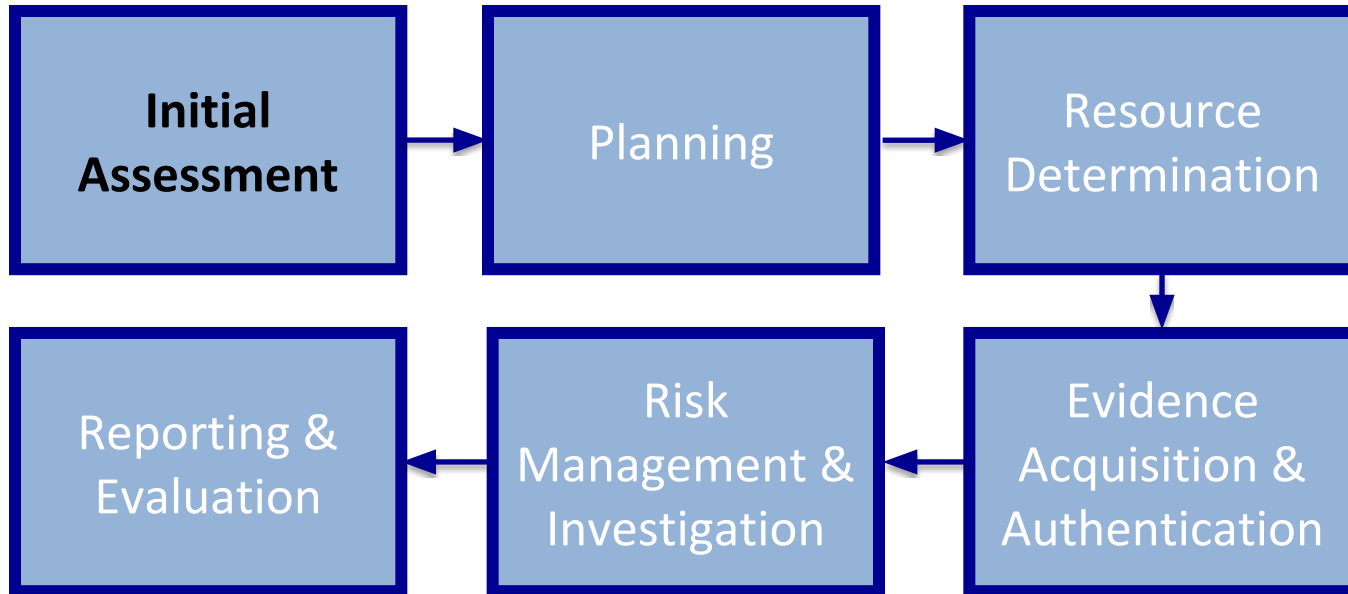 Initial
Assessment
Planning
Resource
Determination
Evidence
Acquisition &
Authentication
Risk
Management &
Investigation
Reporting &
Evaluation